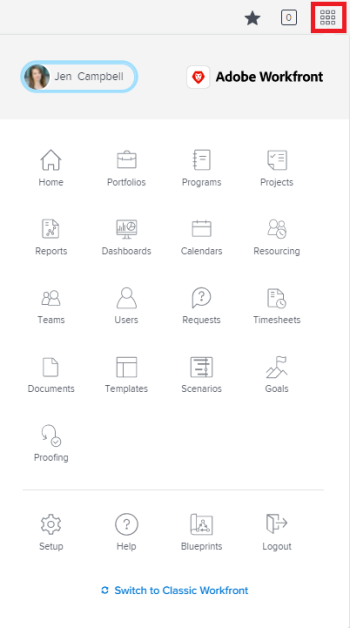 0
Jen Campbell
Adobe Workfront
Home Portfolios Programs Projects
Reports Dashboards Calendars Resourcing
Teams Users Requests Timesheets
Documents Templates Scenarios Goals
Proofing
Setup Help Blueprints Logout
Switch to Classic Workfront